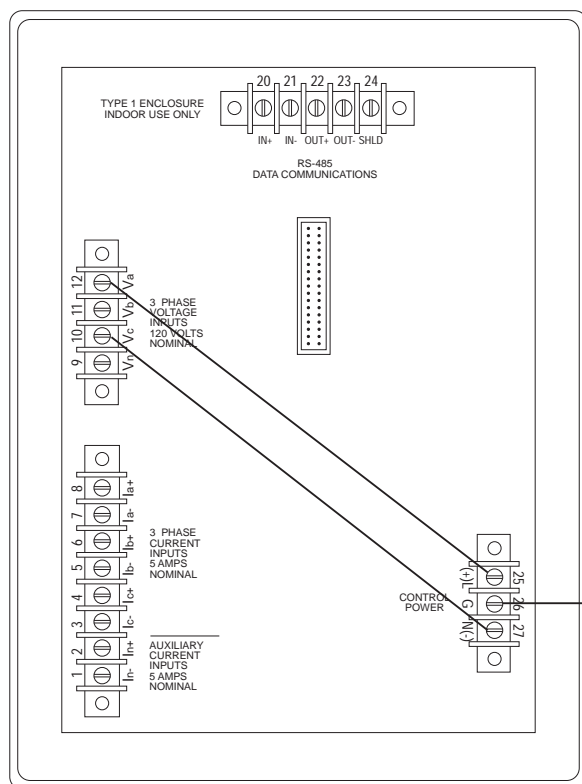 20 21 22 23 24
TYPE 1 ENCLOSURE
INDOOR USE ONLY
IN+ IN- OUT+ OUT- SHLD
RS-485
DATA COMMUNICATIONS
12 Va
11 Vb
10 Vc
9 Vn
3 PHASE
VOLTAGE
INPUTS
120 VOLTS
NOMINAL
8 Ia+
7 Ia-
6 Ib+
5 Ib-
4 Ic+
3 Ic-
2 In+
1 In-
3 PHASE
CURRENT
INPUTS
5 AMPS
NOMINAL
AUXILIARY
CURRENT
INPUTS
5 AMPS
NOMINAL
CONTROL
POWER
(+)L 25
G 26
N(-) 27